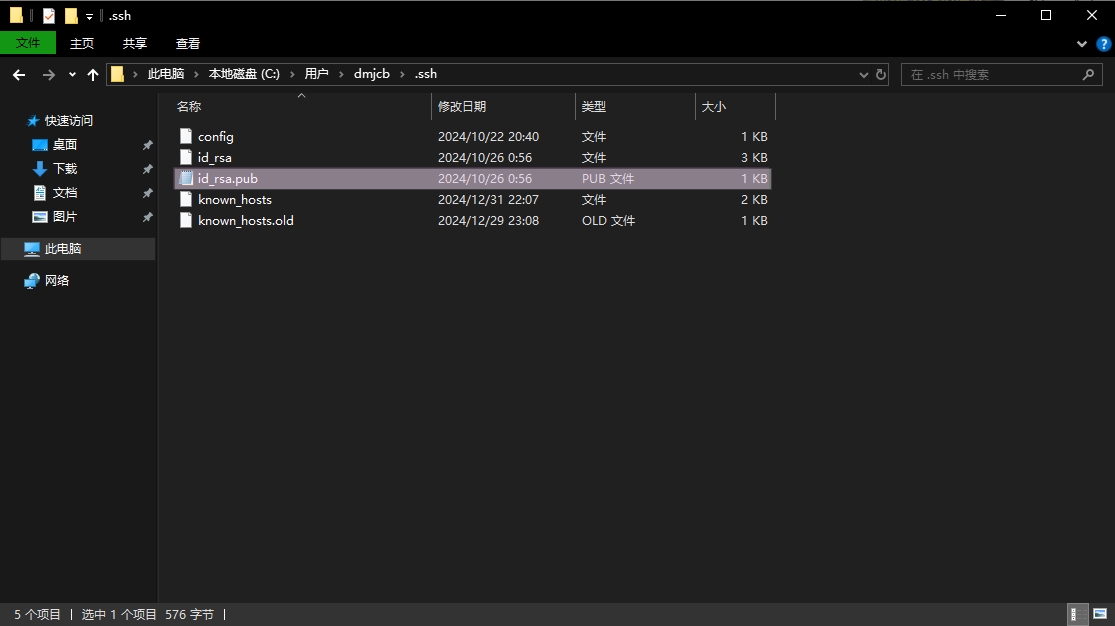 .ssh
文件 主页 共享 查看
此电脑 本地磁盘 (C:) 用户 dmjcb .ssh 在 .ssh 中搜索
名称 修改日期 类型 大小
快速访问
桌面
下载
文档
图片
此电脑
网络
config 2024/10/22 20:40 文件 1 KB
id_rsa 2024/10/26 0:56 文件 3 KB
id_rsa.pub 2024/10/26 0:56 PUB 文件 1 KB
known_hosts 2024/12/31 22:07 文件 2 KB
known_hosts.old 2024/12/29 23:08 OLD 文件 1 KB
5 个项目 选中 1 个项目 576 字节